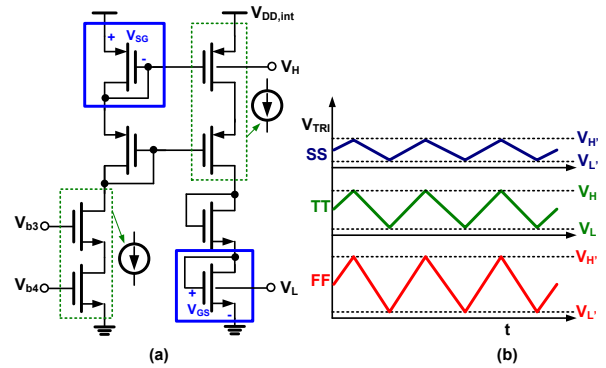 V_DD,int
+ V_SG -
V_H
V_b3
V_b4
+ V_GS -
V_L
(a)
V_TRI
SS
V_H'
V_L'
TT
V_H
V_L
FF
V_H'
V_L'
t
(b)